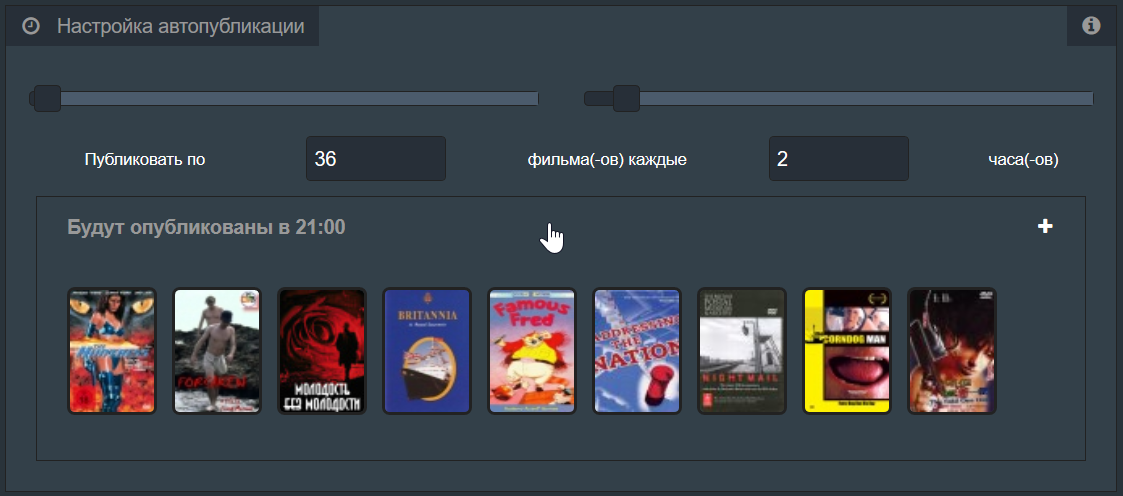 Настройка автопубликации
Публиковать по 36 фильма(-ов) каждые 2 часа(-ов)
Будут опубликованы в 21:00
FORSAKEN
МОЛОДОСТЬ
БЕЗ МОЛОДОСТИ
BRITANNIA
Famous
Fred
ADDRESSING
THE
NATION
NIGHT MAIL
CORNDOG MAN